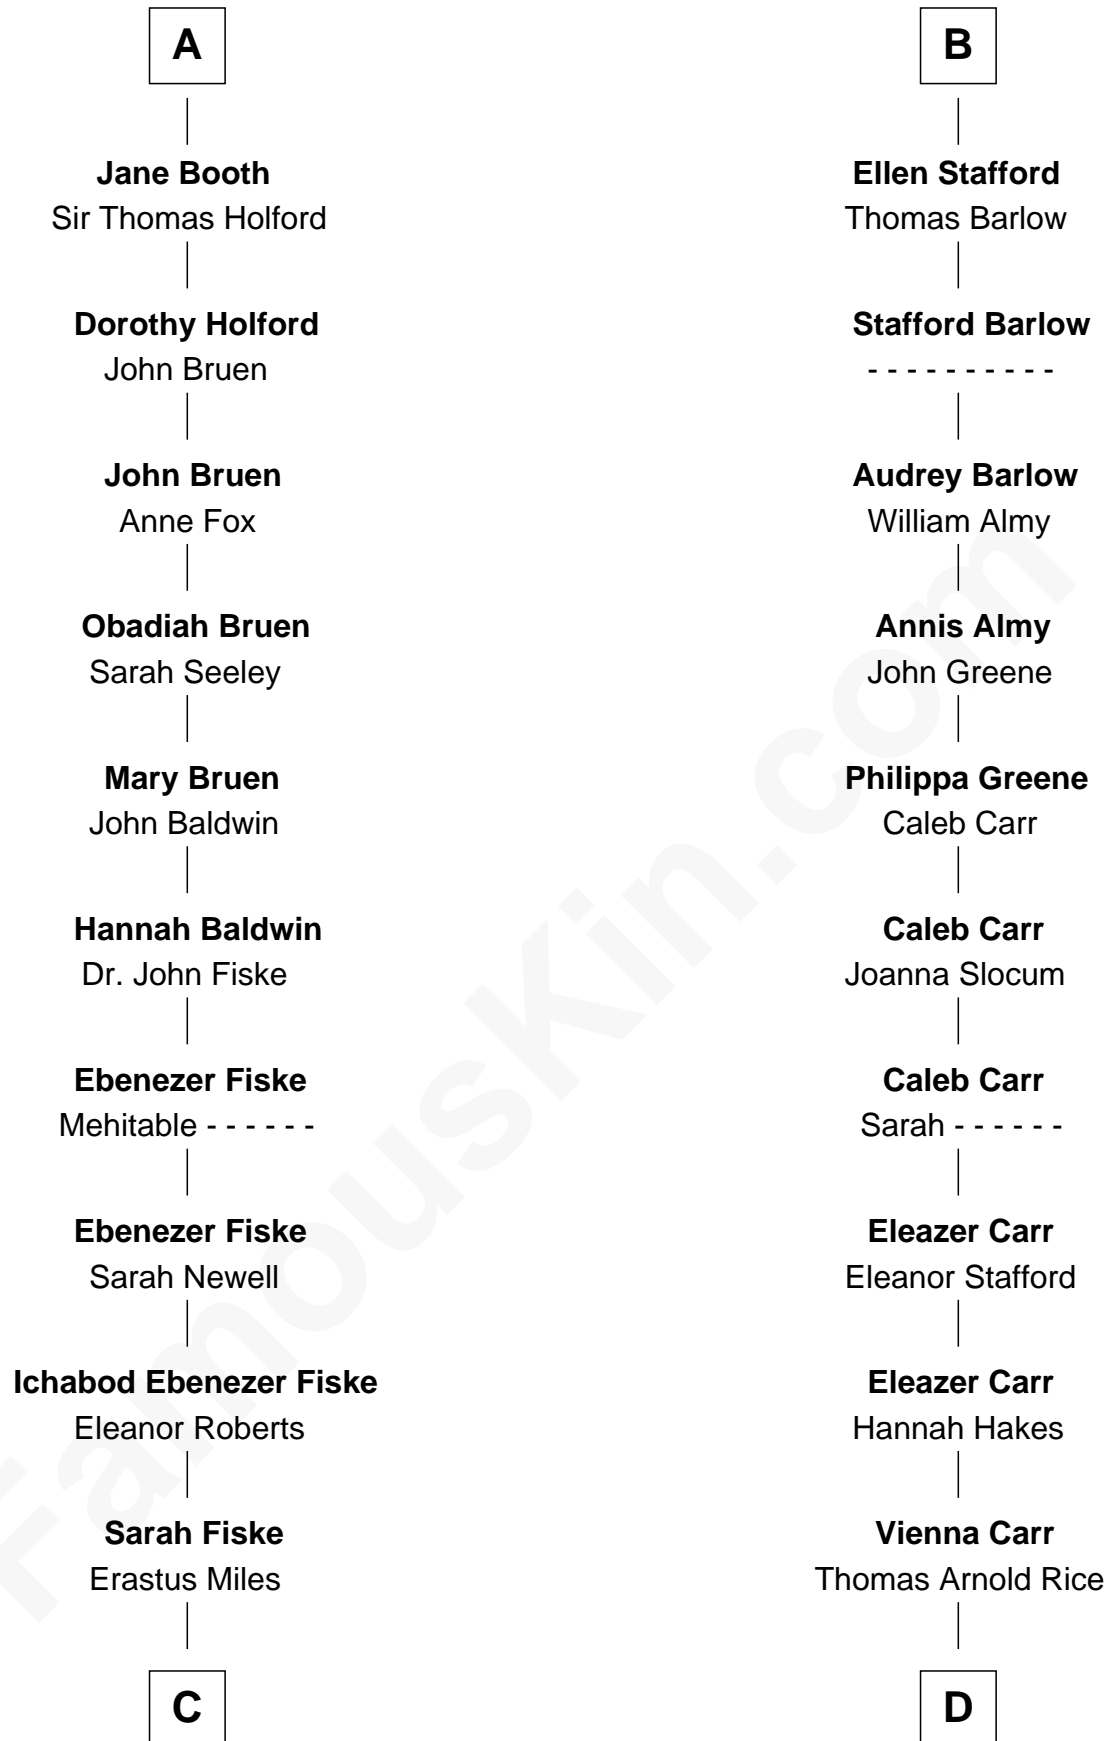 A
Jane Booth
Sir Thomas Holford
Dorothy Holford
John Bruen
John Bruen
Anne Fox
Obadiah Bruen
Sarah Seeley
Mary Bruen
John Baldwin
Hannah Baldwin
Dr. John Fiske
Ebenezer Fiske
Mehitable - - - - - -
Ebenezer Fiske
Sarah Newell
Ichabod Ebenezer Fiske
Eleanor Roberts
Sarah Fiske
Erastus Miles
C
B
Ellen Stafford
Thomas Barlow
Stafford Barlow
- - - - - - - - - -
Audrey Barlow
William Almy
Annis Almy
John Greene
Philippa Greene
Caleb Carr
Caleb Carr
Joanna Slocum
Caleb Carr
Sarah - - - - - -
Eleazer Carr
Eleanor Stafford
Eleazer Carr
Hannah Hakes
Vienna Carr
Thomas Arnold Rice
D
FamousKin.com